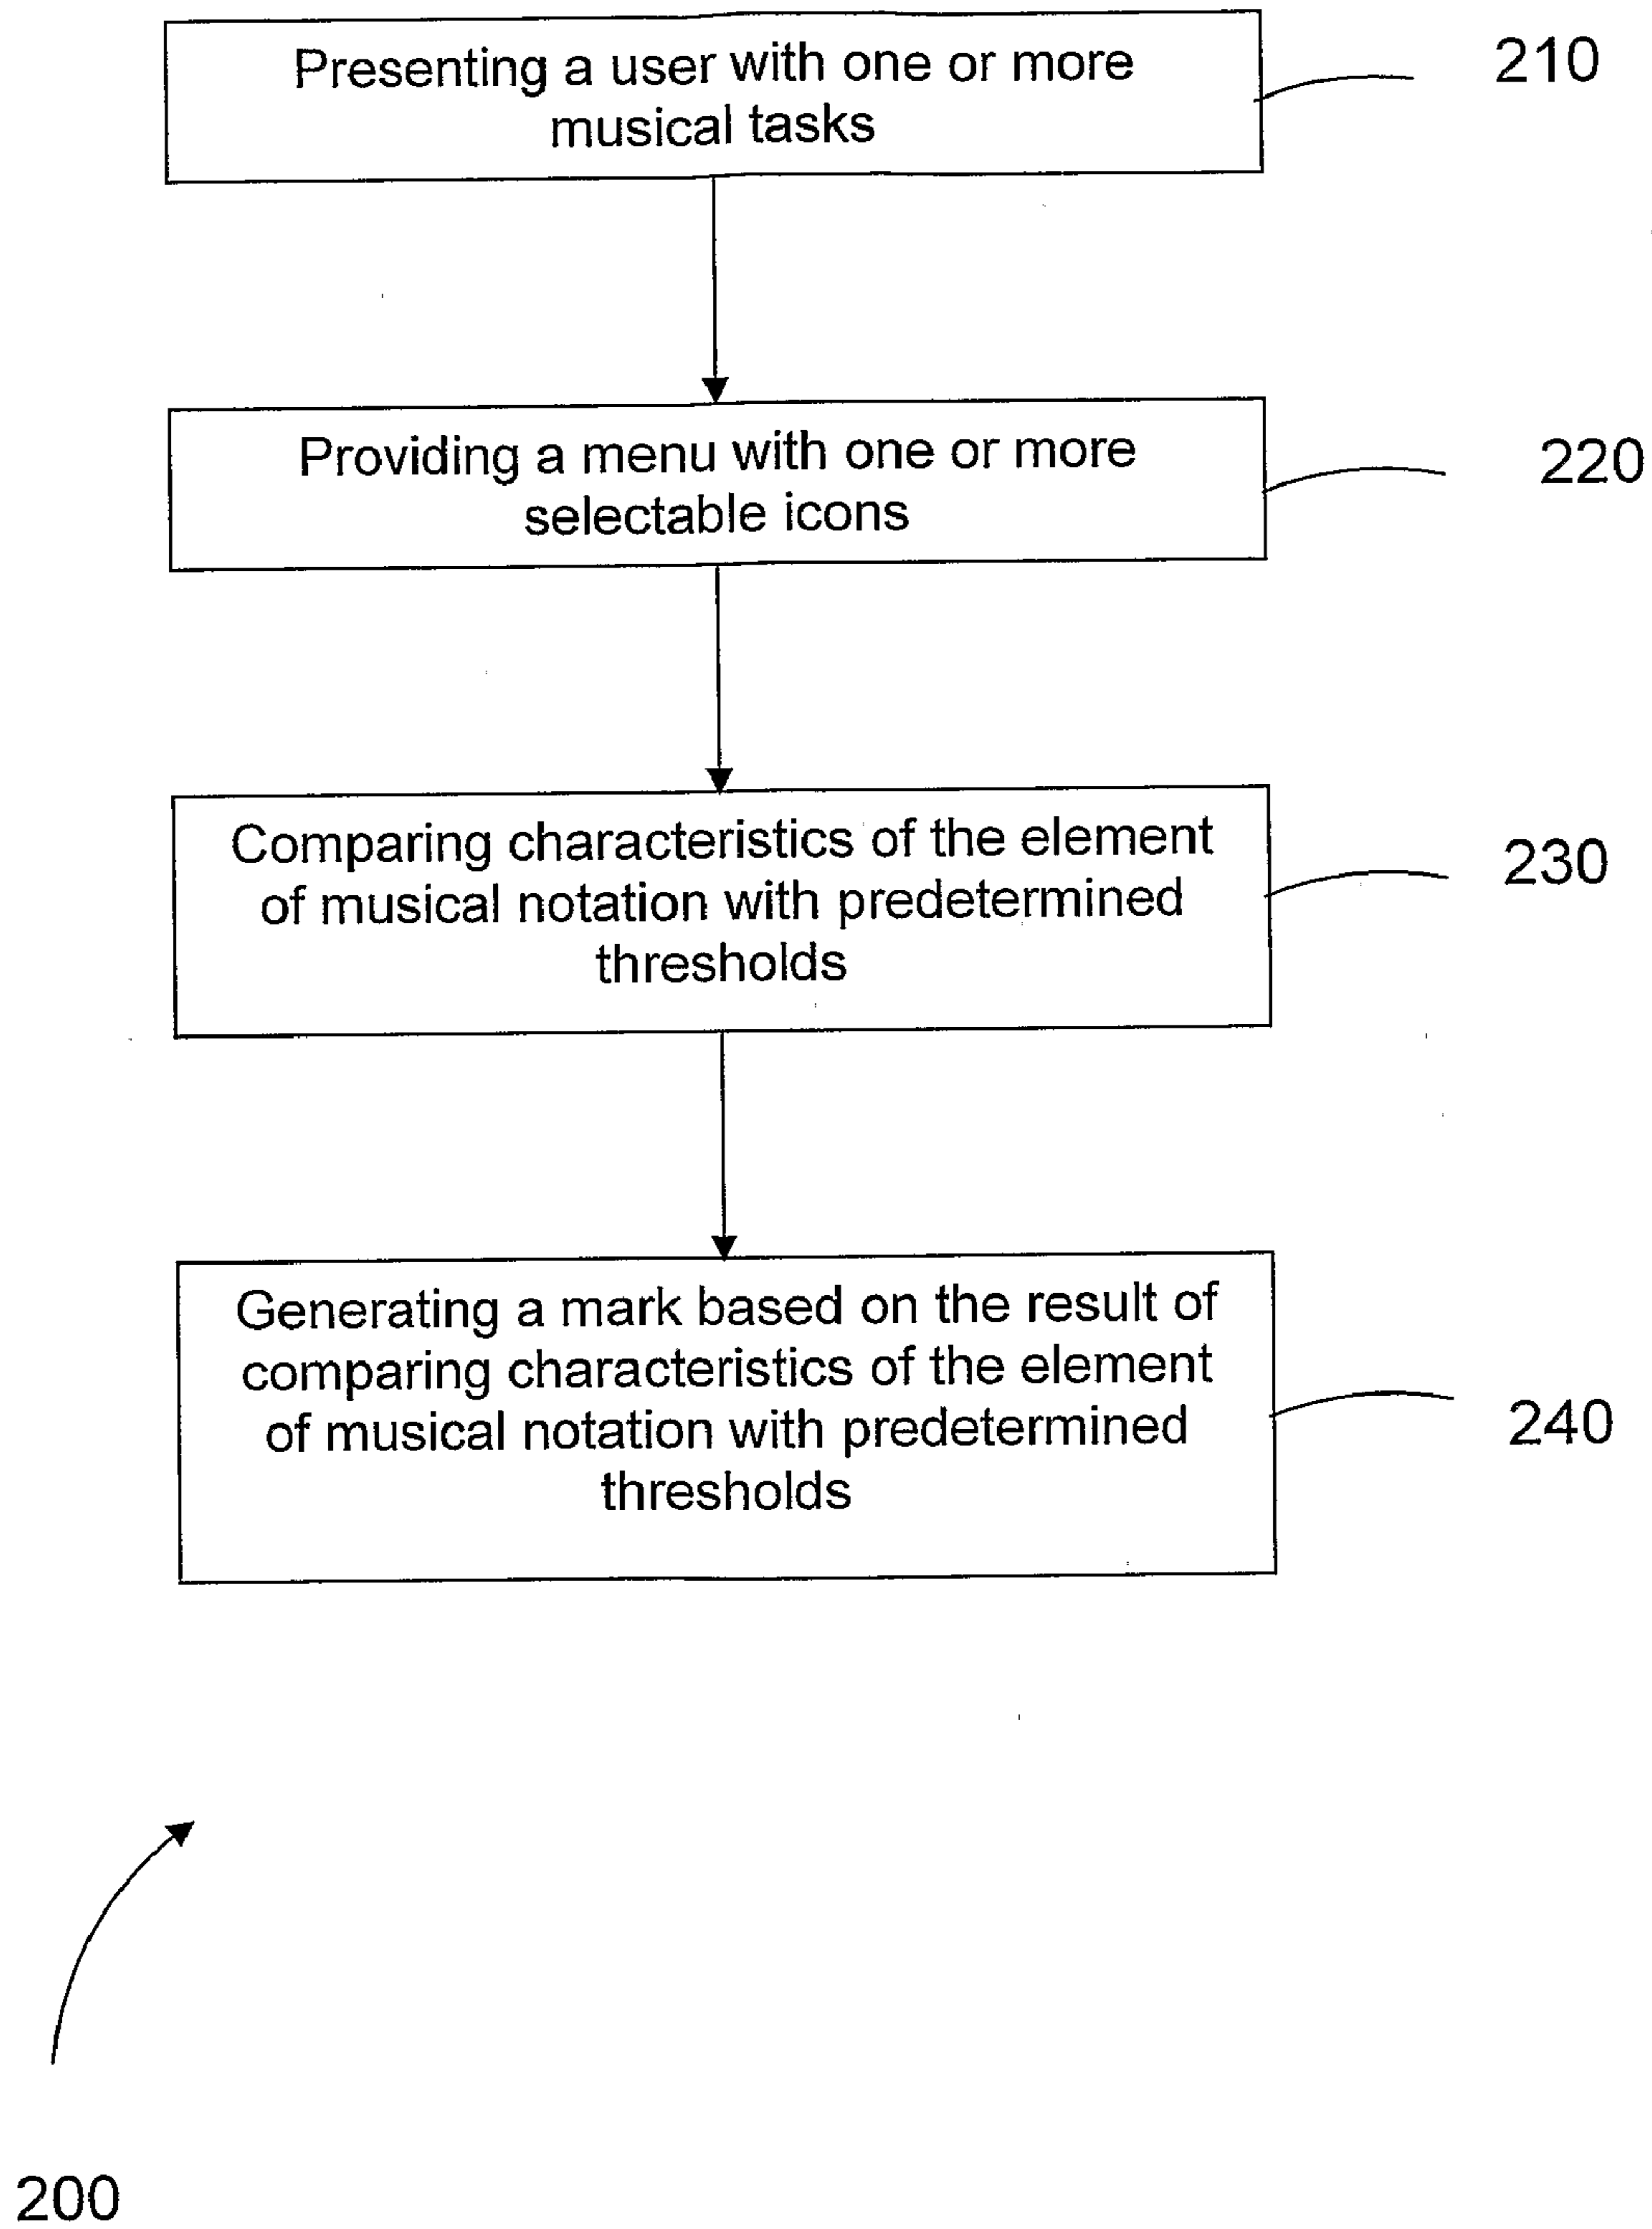 Presenting a user with one or more
musical tasks
210
Providing a menu with one or more
selectable icons
220
Comparing characteristics of the element
of musical notation with predetermined
thresholds
230
Generating a mark based on the result of
comparing characteristics of the element
of musical notation with predetermined
thresholds
240
200